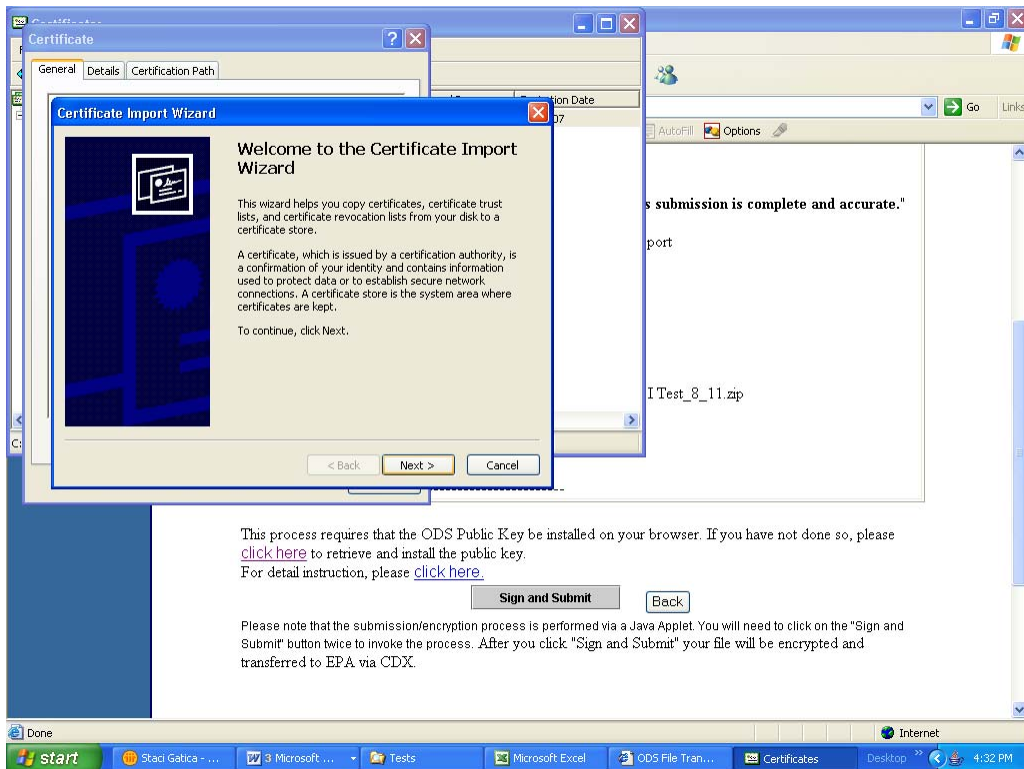 Certificates
Certificate
General
Details
Certification Path
Certificate Import Wizard
Welcome to the Certificate Import
Wizard
This wizard helps you copy certificates, certificate trust
lists, and certificate revocation lists from your disk to a
certificate store.
A certificate, which is issued by a certification authority, is
a confirmation of your identity and contains information
used to protect data or to establish secure network
connections. A certificate store is the system area where
certificates are kept.
To continue, click Next.
< Back
Next >
Cancel
Date
07
Go
Links
AutoFill
Options
s submission is complete and accurate."
port
I Test_8_11.zip
This process requires that the ODS Public Key be installed on your browser. If you have not done so, please
click here to retrieve and install the public key.
For detail instruction, please click here.
Sign and Submit
Back
Please note that the submission/encryption process is performed via a Java Applet. You will need to click on the "Sign and
Submit" button twice to invoke the process. After you click "Sign and Submit" your file will be encrypted and
transferred to EPA via CDX.
Done
Internet
start
Staci Gatica - ...
3 Microsoft ...
Tests
Microsoft Excel
ODS File Tran...
Certificates
Desktop
4:32 PM